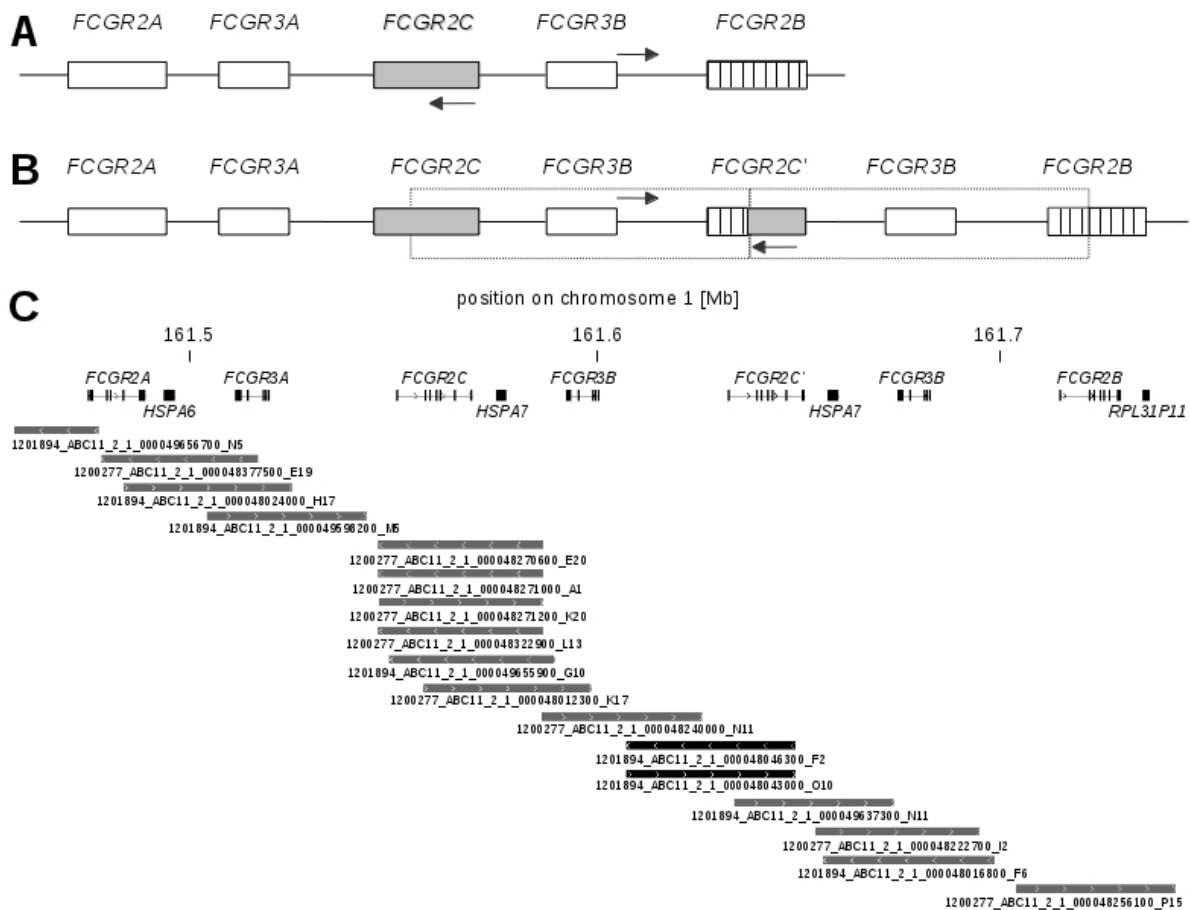 A
FCGR2A FCGR3A FCGR2C FCGR3B FCGR2B
B
FCGR2A FCGR3A FCGR2C FCGR3B FCGR2C' FCGR3B FCGR2B
C
position on chromosome 1 [Mb]
161.5 161.6 161.7
FCGR2A FCGR3A FCGR2C FCGR3B FCGR2C' FCGR3B FCGR2B
HSPA6 HSPA7 HSPA7 RPL31P11
1201894_ABC11_2_1_000049656700_N5
1200277_ABC11_2_1_000048377500_E19
1201894_ABC11_2_1_000048024000_H17
1201894_ABC11_2_1_000049598200_M5
1200277_ABC11_2_1_000048270600_E20
1200277_ABC11_2_1_000048271000_A1
1200277_ABC11_2_1_000048271200_K20
1200277_ABC11_2_1_000048322900_L13
1201894_ABC11_2_1_000049655900_G10
1200277_ABC11_2_1_000048012300_K17
1200277_ABC11_2_1_000048240000_N11
1201894_ABC11_2_1_000048046300_F2
1201894_ABC11_2_1_000048043000_O10
1201894_ABC11_2_1_000049637300_N11
1200277_ABC11_2_1_000048222700_I2
1201894_ABC11_2_1_000048016800_F6
1200277_ABC11_2_1_000048256100_P15